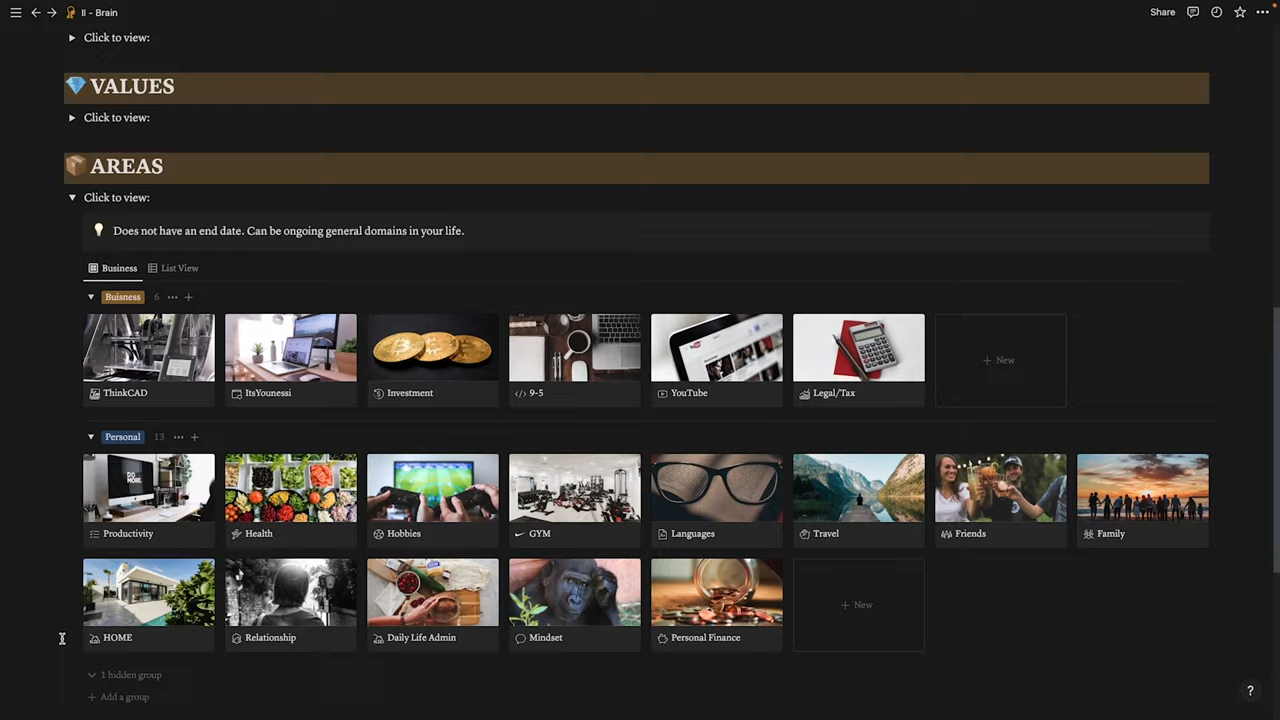 II - Brain
Share
Click to view:
VALUES
Click to view:
AREAS
Click to view:
Does not have an end date. Can be ongoing general domains in your life.
Business
List View
Buisness 6
ThinkCAD
ItsYounessi
Investment
9-5
YouTube
Legal/Tax
New
Personal 13
DO
MORE.
Productivity
Health
Hobbies
GYM
Languages
Travel
Friends
Family
HOME
Relationship
Daily Life Admin
Mindset
Personal Finance
New
1 hidden group
Add a group
?